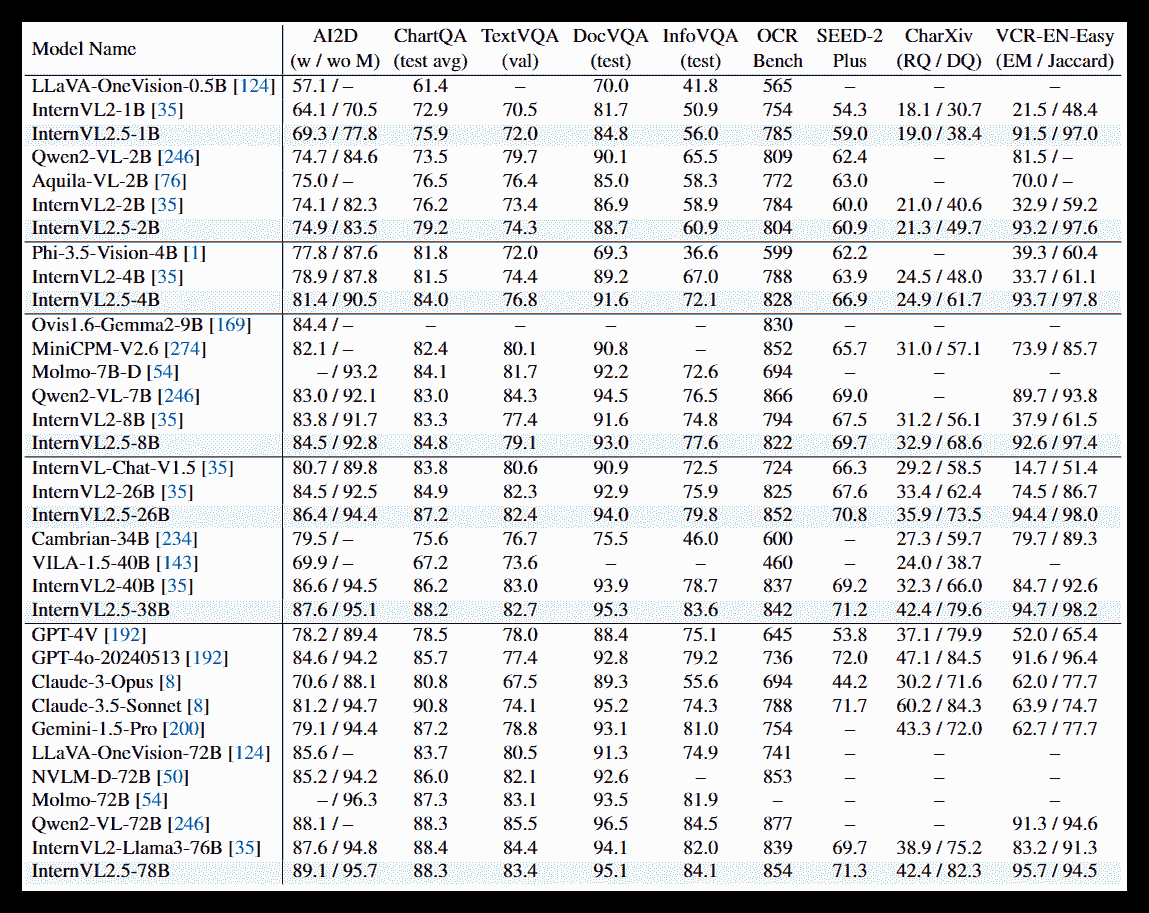 Model Name AI2D ChartQA TextVQA DocVQA InfoVQA OCR SEED-2 CharXiv VCR-EN-Easy
(w / wo M) (test avg) (val) (test) (test) Bench Plus (RQ / DQ) (EM / Jaccard)
LLaVA-OneVision-0.5B [124] 57.1 / – 61.4 – 70.0 41.8 565 – – –
InternVL2-1B [35] 64.1 / 70.5 72.9 70.5 81.7 50.9 754 54.3 18.1 / 30.7 21.5 / 48.4
InternVL2.5-1B 69.3 / 77.8 75.9 72.0 84.8 56.0 785 59.0 19.0 / 38.4 91.5 / 97.0
Qwen2-VL-2B [246] 74.7 / 84.6 73.5 79.7 90.1 65.5 809 62.4 – 81.5 / –
Aquila-VL-2B [76] 75.0 / – 76.5 76.4 85.0 58.3 772 63.0 – 70.0 / –
InternVL2-2B [35] 74.1 / 82.3 76.2 73.4 86.9 58.9 784 60.0 21.0 / 40.6 32.9 / 59.2
InternVL2.5-2B 74.9 / 83.5 79.2 74.3 88.7 60.9 804 60.9 21.3 / 49.7 93.2 / 97.6
Phi-3.5-Vision-4B [1] 77.8 / 87.6 81.8 72.0 69.3 36.6 599 62.2 – 39.3 / 60.4
InternVL2-4B [35] 78.9 / 87.8 81.5 74.4 89.2 67.0 788 63.9 24.5 / 48.0 33.7 / 61.1
InternVL2.5-4B 81.4 / 90.5 84.0 76.8 91.6 72.1 828 66.9 24.9 / 61.7 93.7 / 97.8
Ovis1.6-Gemma2-9B [169] 84.4 / – – – – – 830 – – –
MiniCPM-V2.6 [274] 82.1 / – 82.4 80.1 90.8 – 852 65.7 31.0 / 57.1 73.9 / 85.7
Molmo-7B-D [54] – / 93.2 84.1 81.7 92.2 72.6 694 – – –
Qwen2-VL-7B [246] 83.0 / 92.1 83.0 84.3 94.5 76.5 866 69.0 – 89.7 / 93.8
InternVL2-8B [35] 83.8 / 91.7 83.3 77.4 91.6 74.8 794 67.5 31.2 / 56.1 37.9 / 61.5
InternVL2.5-8B 84.5 / 92.8 84.8 79.1 93.0 77.6 822 69.7 32.9 / 68.6 92.6 / 97.4
InternVL-Chat-V1.5 [35] 80.7 / 89.8 83.8 80.6 90.9 72.5 724 66.3 29.2 / 58.5 14.7 / 51.4
InternVL2-26B [35] 84.5 / 92.5 84.9 82.3 92.9 75.9 825 67.6 33.4 / 62.4 74.5 / 86.7
InternVL2.5-26B 86.4 / 94.4 87.2 82.4 94.0 79.8 852 70.8 35.9 / 73.5 94.4 / 98.0
Cambrian-34B [234] 79.5 / – 75.6 76.7 75.5 46.0 600 – 27.3 / 59.7 79.7 / 89.3
VILA-1.5-40B [143] 69.9 / – 67.2 73.6 – – 460 – 24.0 / 38.7 –
InternVL2-40B [35] 86.6 / 94.5 86.2 83.0 93.9 78.7 837 69.2 32.3 / 66.0 84.7 / 92.6
InternVL2.5-38B 87.6 / 95.1 88.2 82.7 95.3 83.6 842 71.2 42.4 / 79.6 94.7 / 98.2
GPT-4V [192] 78.2 / 89.4 78.5 78.0 88.4 75.1 645 53.8 37.1 / 79.9 52.0 / 65.4
GPT-4o-20240513 [192] 84.6 / 94.2 85.7 77.4 92.8 79.2 736 72.0 47.1 / 84.5 91.6 / 96.4
Claude-3-Opus [8] 70.6 / 88.1 80.8 67.5 89.3 55.6 694 44.2 30.2 / 71.6 62.0 / 77.7
Claude-3.5-Sonnet [8] 81.2 / 94.7 90.8 74.1 95.2 74.3 788 71.7 60.2 / 84.3 63.9 / 74.7
Gemini-1.5-Pro [200] 79.1 / 94.4 87.2 78.8 93.1 81.0 754 – 43.3 / 72.0 62.7 / 77.7
LLaVA-OneVision-72B [124] 85.6 / – 83.7 80.5 91.3 74.9 741 – – –
NVLM-D-72B [50] 85.2 / 94.2 86.0 82.1 92.6 – 853 – – –
Molmo-72B [54] – / 96.3 87.3 83.1 93.5 81.9 – – – –
Qwen2-VL-72B [246] 88.1 / – 88.3 85.5 96.5 84.5 877 – – 91.3 / 94.6
InternVL2-Llama3-76B [35] 87.6 / 94.8 88.4 84.4 94.1 82.0 839 69.7 38.9 / 75.2 83.2 / 91.3
InternVL2.5-78B 89.1 / 95.7 88.3 83.4 95.1 84.1 854 71.3 42.4 / 82.3 95.7 / 94.5